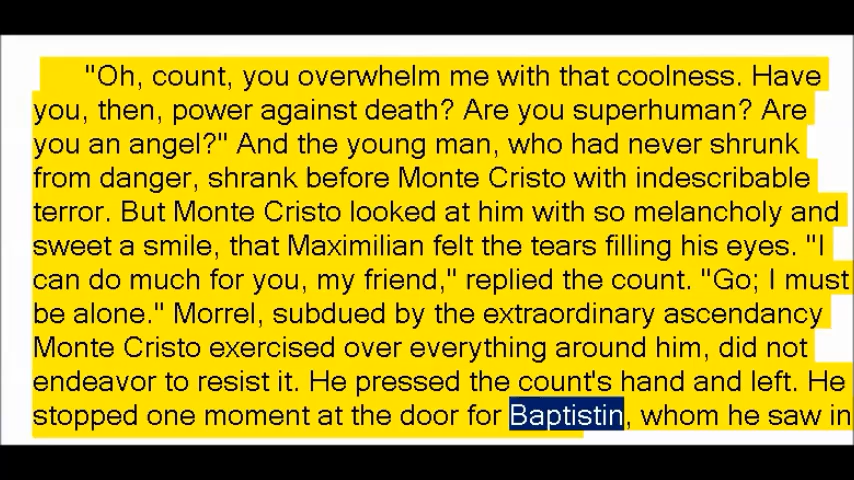 "Oh, count, you overwhelm me with that coolness. Have
you, then, power against death? Are you superhuman? Are
you an angel?" And the young man, who had never shrunk
from danger, shrank before Monte Cristo with indescribable
terror. But Monte Cristo looked at him with so melancholy and
sweet a smile, that Maximilian felt the tears filling his eyes. "I
can do much for you, my friend," replied the count. "Go; I must
be alone." Morrel, subdued by the extraordinary ascendancy
Monte Cristo exercised over everything around him, did not
endeavor to resist it. He pressed the count's hand and left. He
stopped one moment at the door for Baptistin, whom he saw in